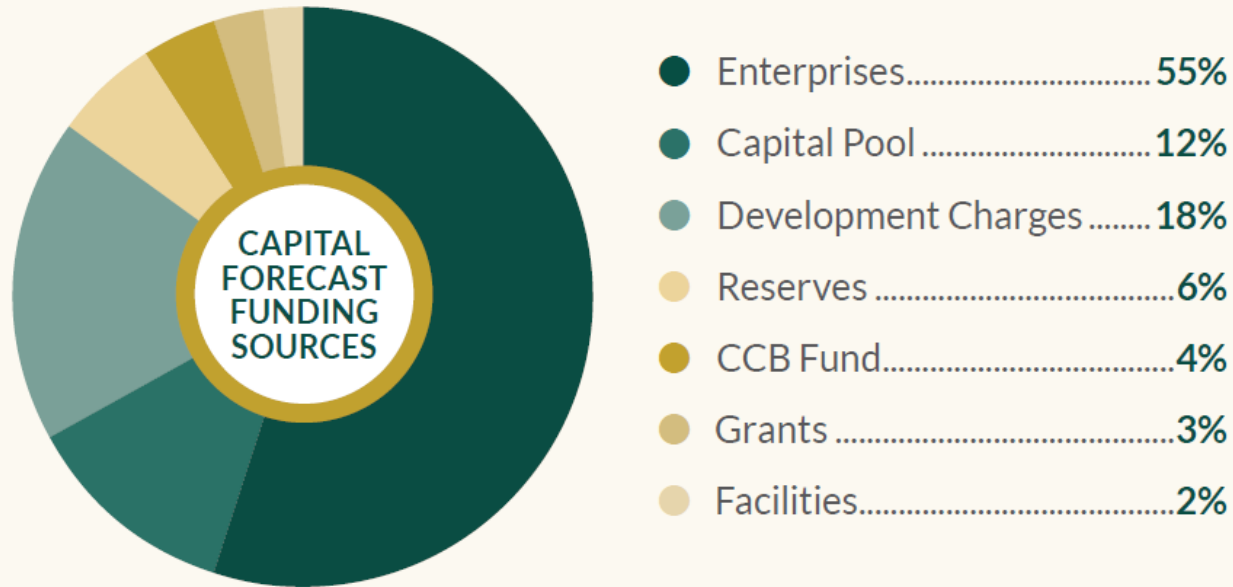 CAPITAL
FORECAST
FUNDING
SOURCES
Enterprises............................... 55%
Capital Pool ............................. 12%
Development Charges ........ 18%
Reserves ......................................6%
CCB Fund.....................................4%
Grants ...........................................3%
Facilities........................................2%